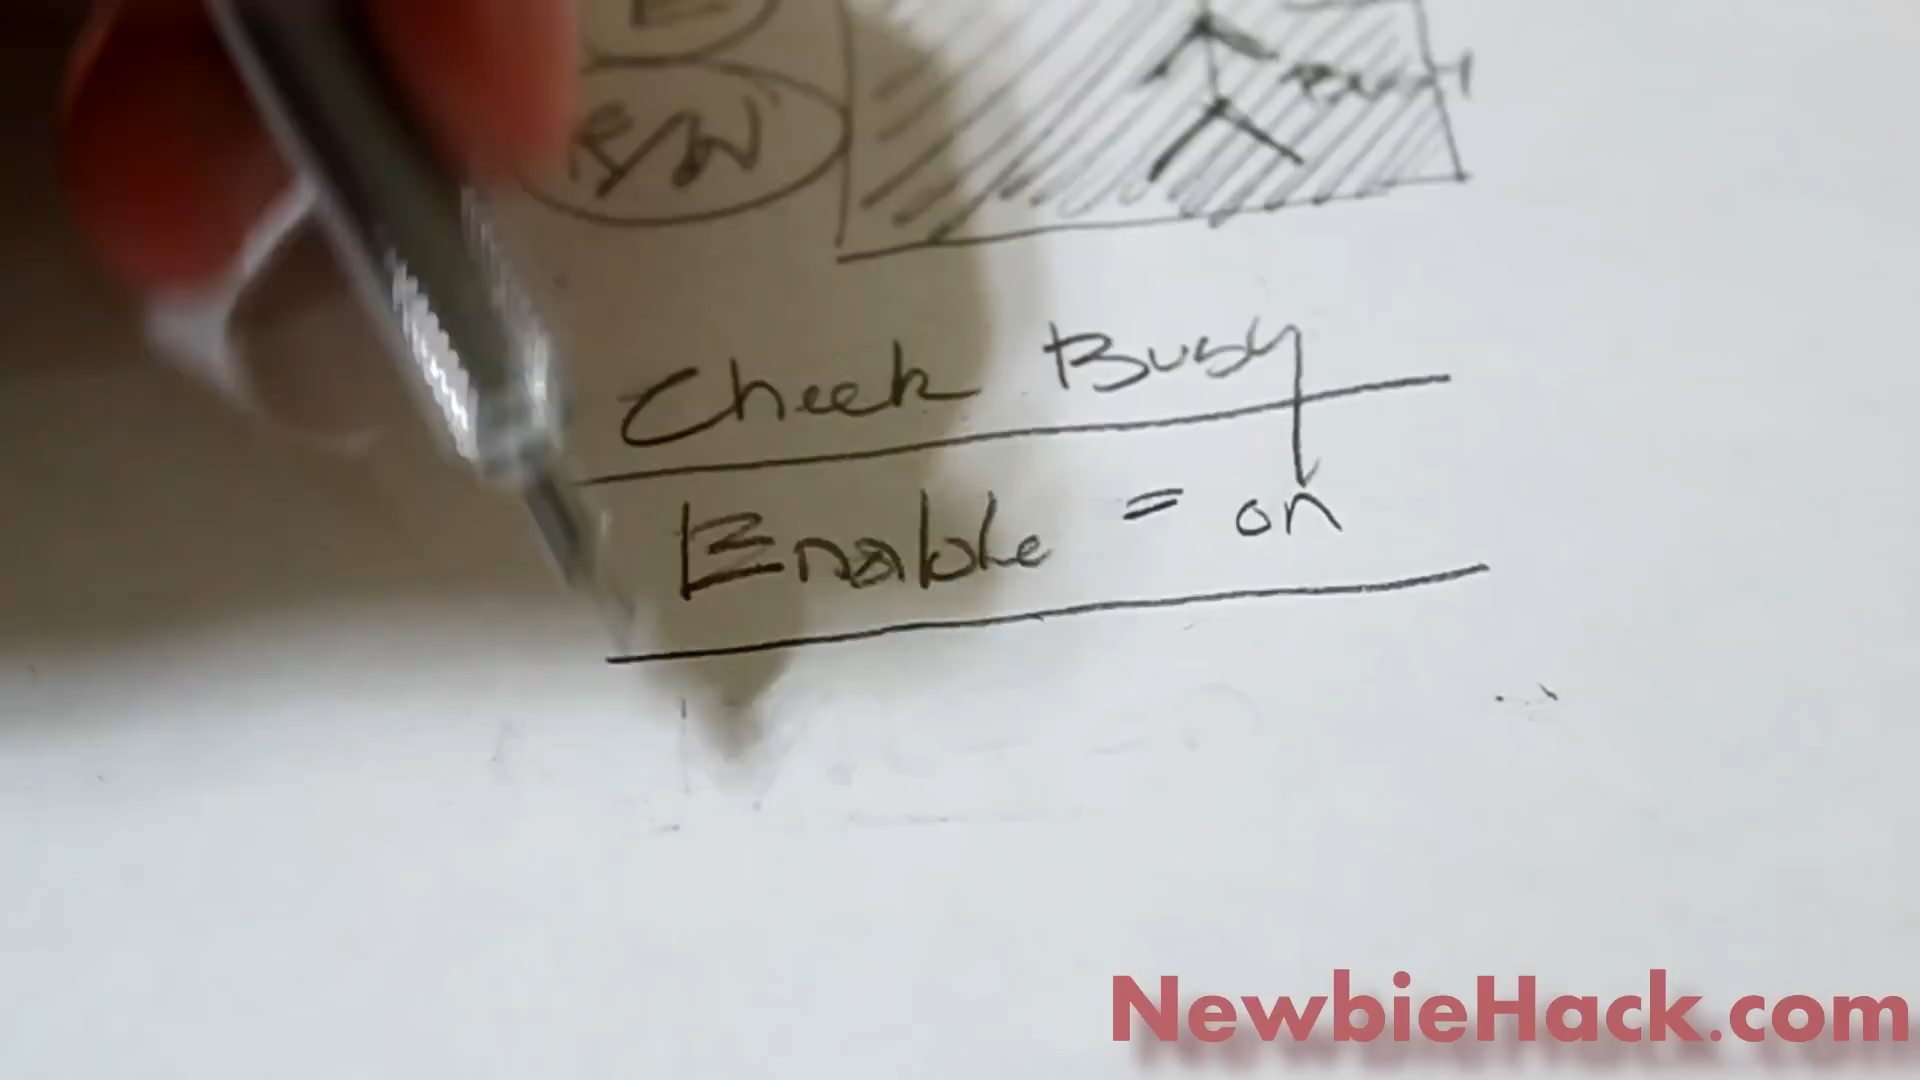 E
R/W
Check Busy
Enable = on
NewbieHack.com